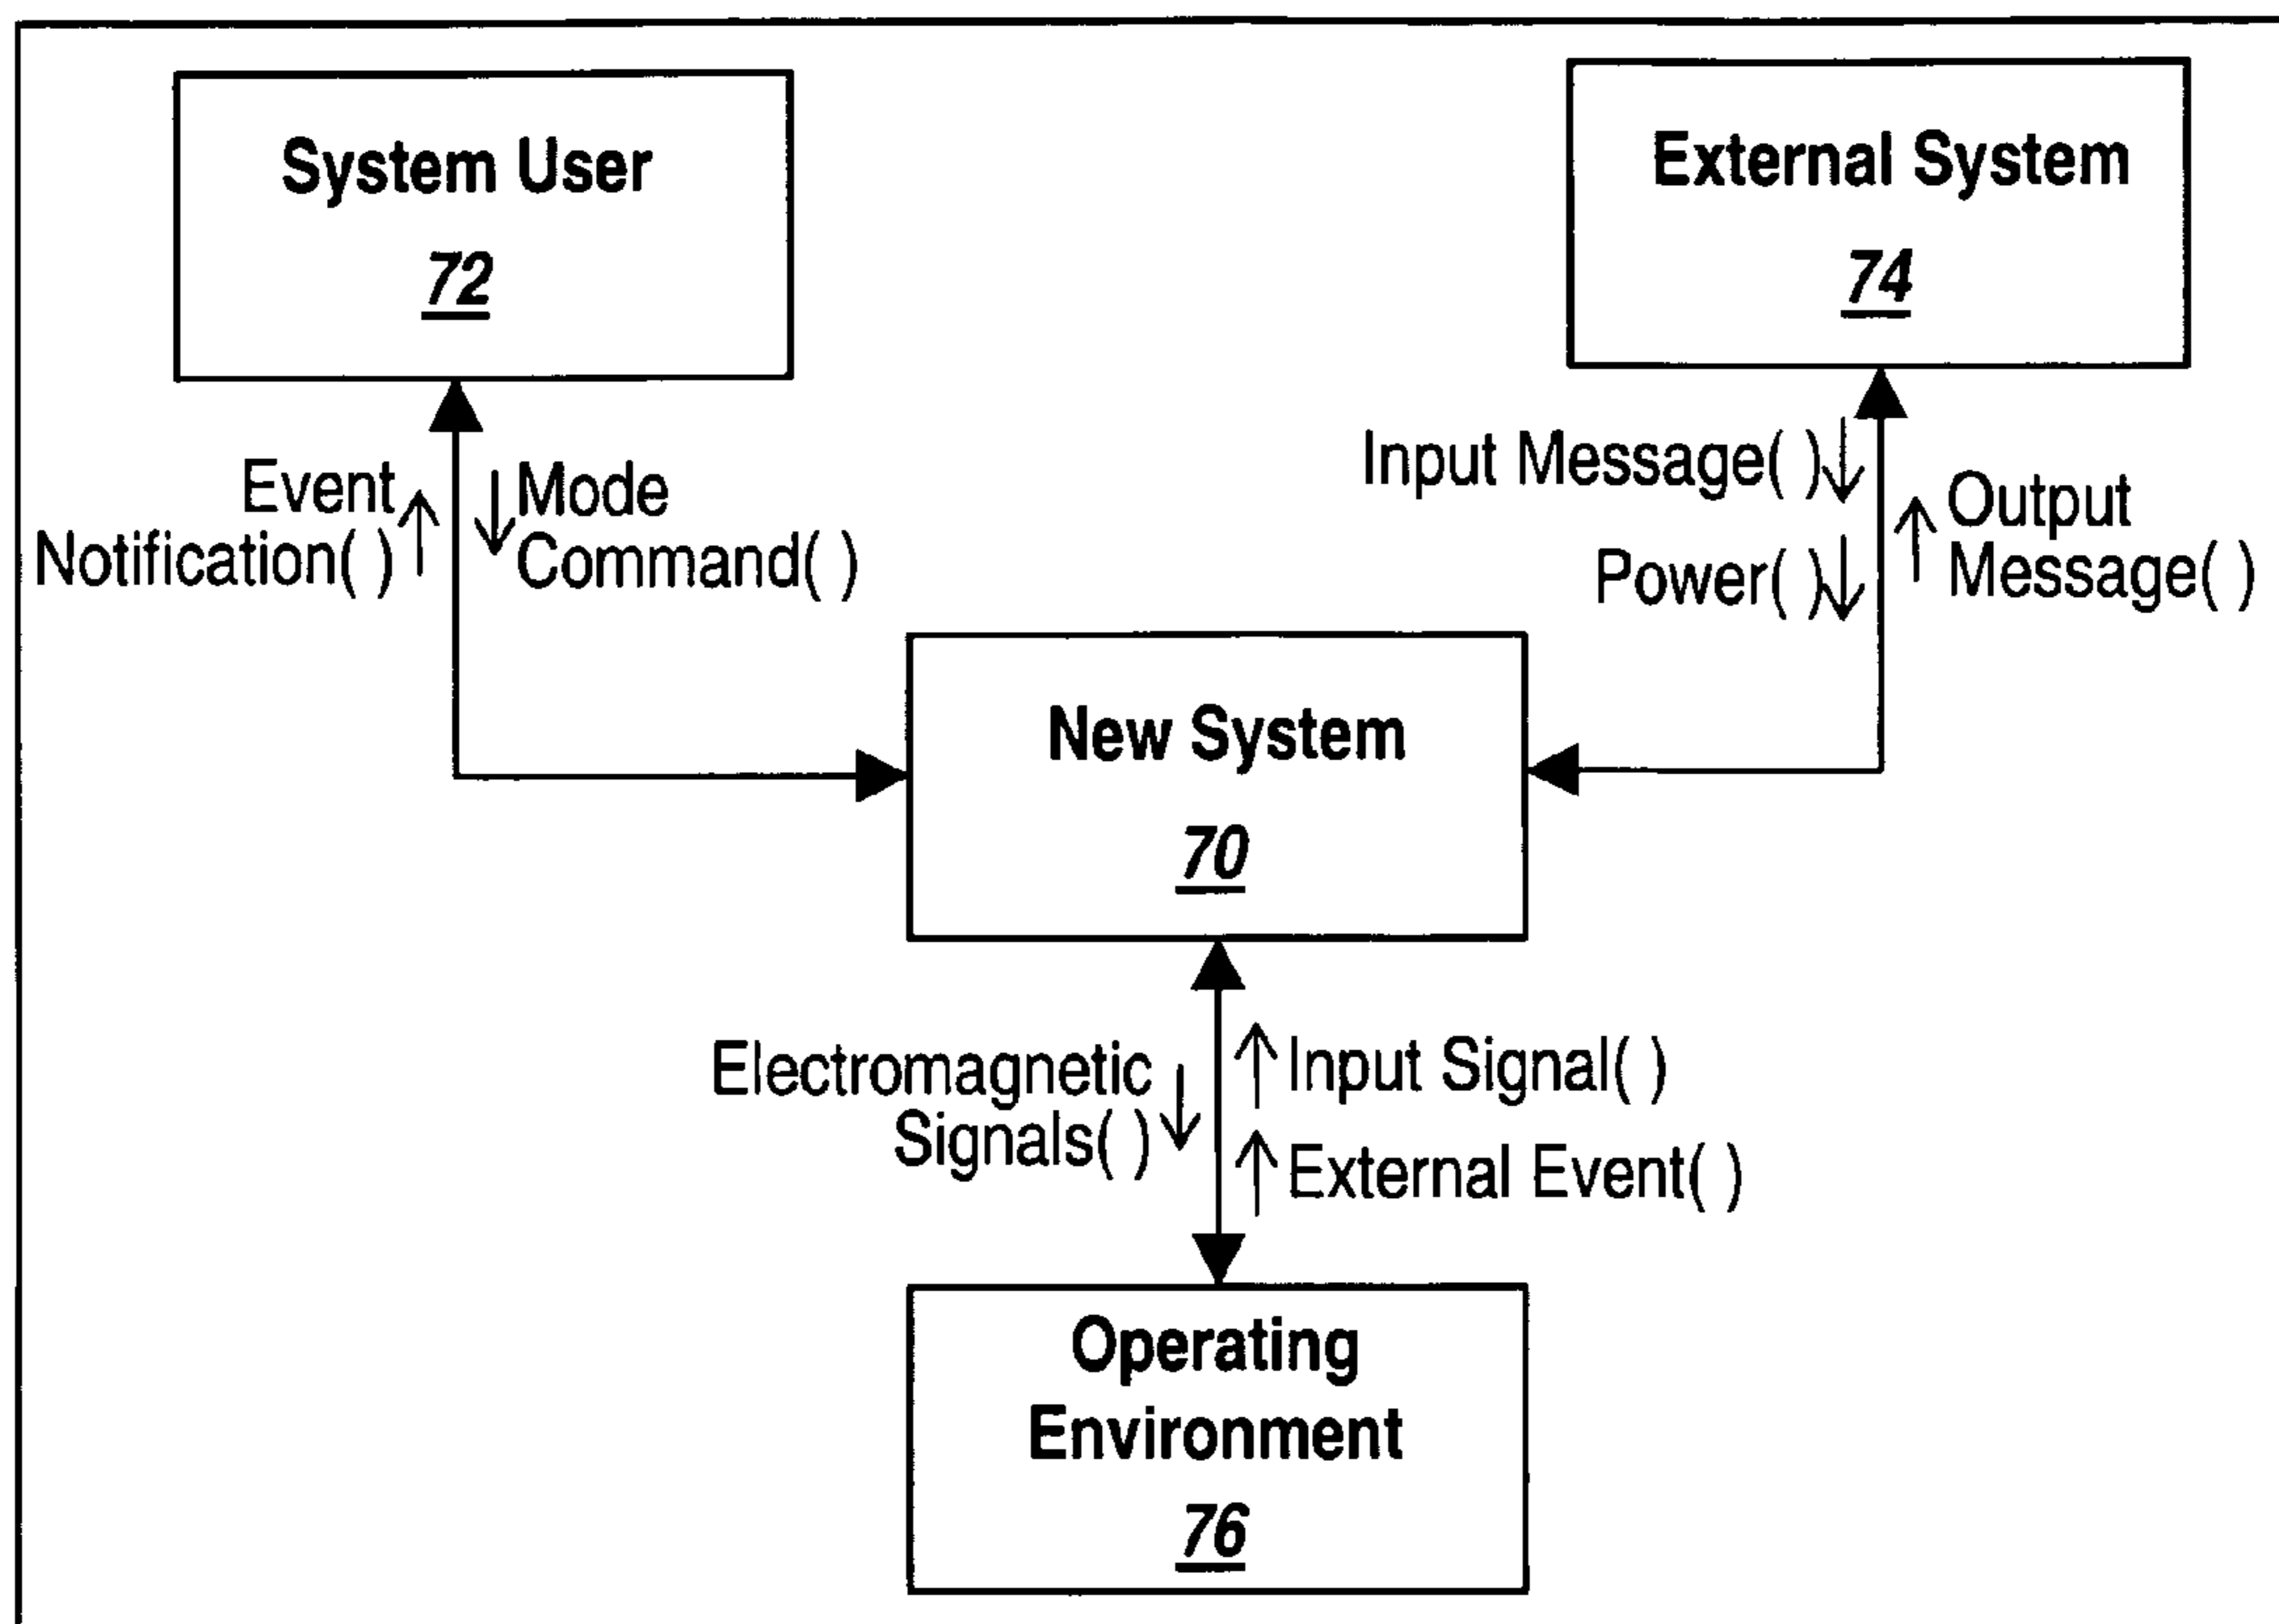 System User
72
External System
74
Event
Notification( )
Mode
Command( )
Input Message( )
Power( )
Output
Message( )
New System
70
Electromagnetic
Signals( )
Input Signal( )
External Event( )
Operating
Environment
76